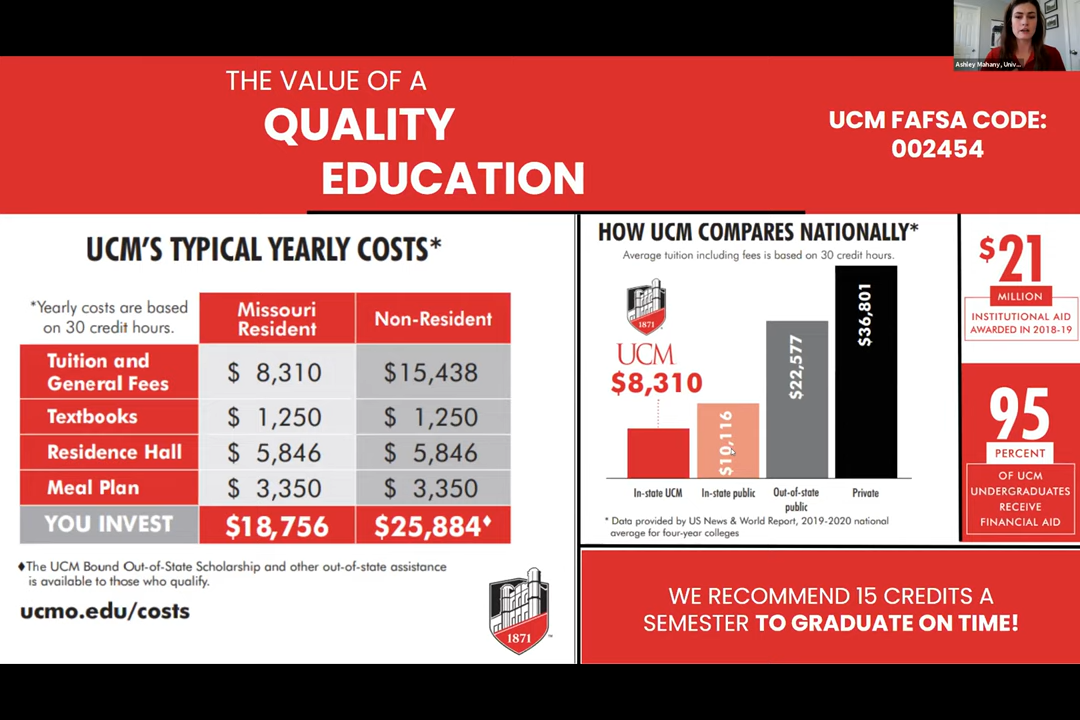 Ashley Mahany, Univ...
THE VALUE OF A
QUALITY
EDUCATION
UCM FAFSA CODE:
002454
UCM'S TYPICAL YEARLY COSTS*
*Yearly costs are based
on 30 credit hours.
Missouri
Resident
Non-Resident
Tuition and
General Fees
$ 8,310
$15,438
Textbooks
$ 1,250
$ 1,250
Residence Hall
$ 5,846
$ 5,846
Meal Plan
$ 3,350
$ 3,350
YOU INVEST
$18,756
$25,884♦
♦The UCM Bound Out-of-State Scholarship and other out-of-state assistance
is available to those who qualify.
ucmo.edu/costs
1871
HOW UCM COMPARES NATIONALLY*
Average tuition including fees is based on 30 credit hours.
1871
UCM
$8,310
$10,116
$22,577
$36,801
In-state UCM
In-state public
Out-of-state
public
Private
* Data provided by US News & World Report, 2019-2020 national
average for four-year colleges
$21
MILLION
INSTITUTIONAL AID
AWARDED IN 2018-19
95
PERCENT
OF UCM
UNDERGRADUATES
RECEIVE
FINANCIAL AID
WE RECOMMEND 15 CREDITS A
SEMESTER TO GRADUATE ON TIME!